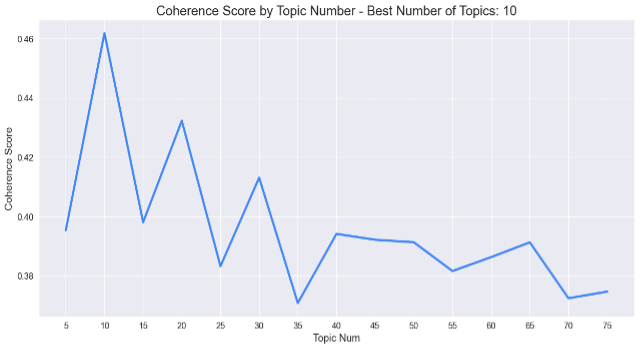 Coherence Score by Topic Number - Best Number of Topics: 10
Coherence Score
0.46
0.44
0.42
0.40
0.38
5 10 15 20 25 30 35 40 45 50 55 60 65 70 75
Topic Num